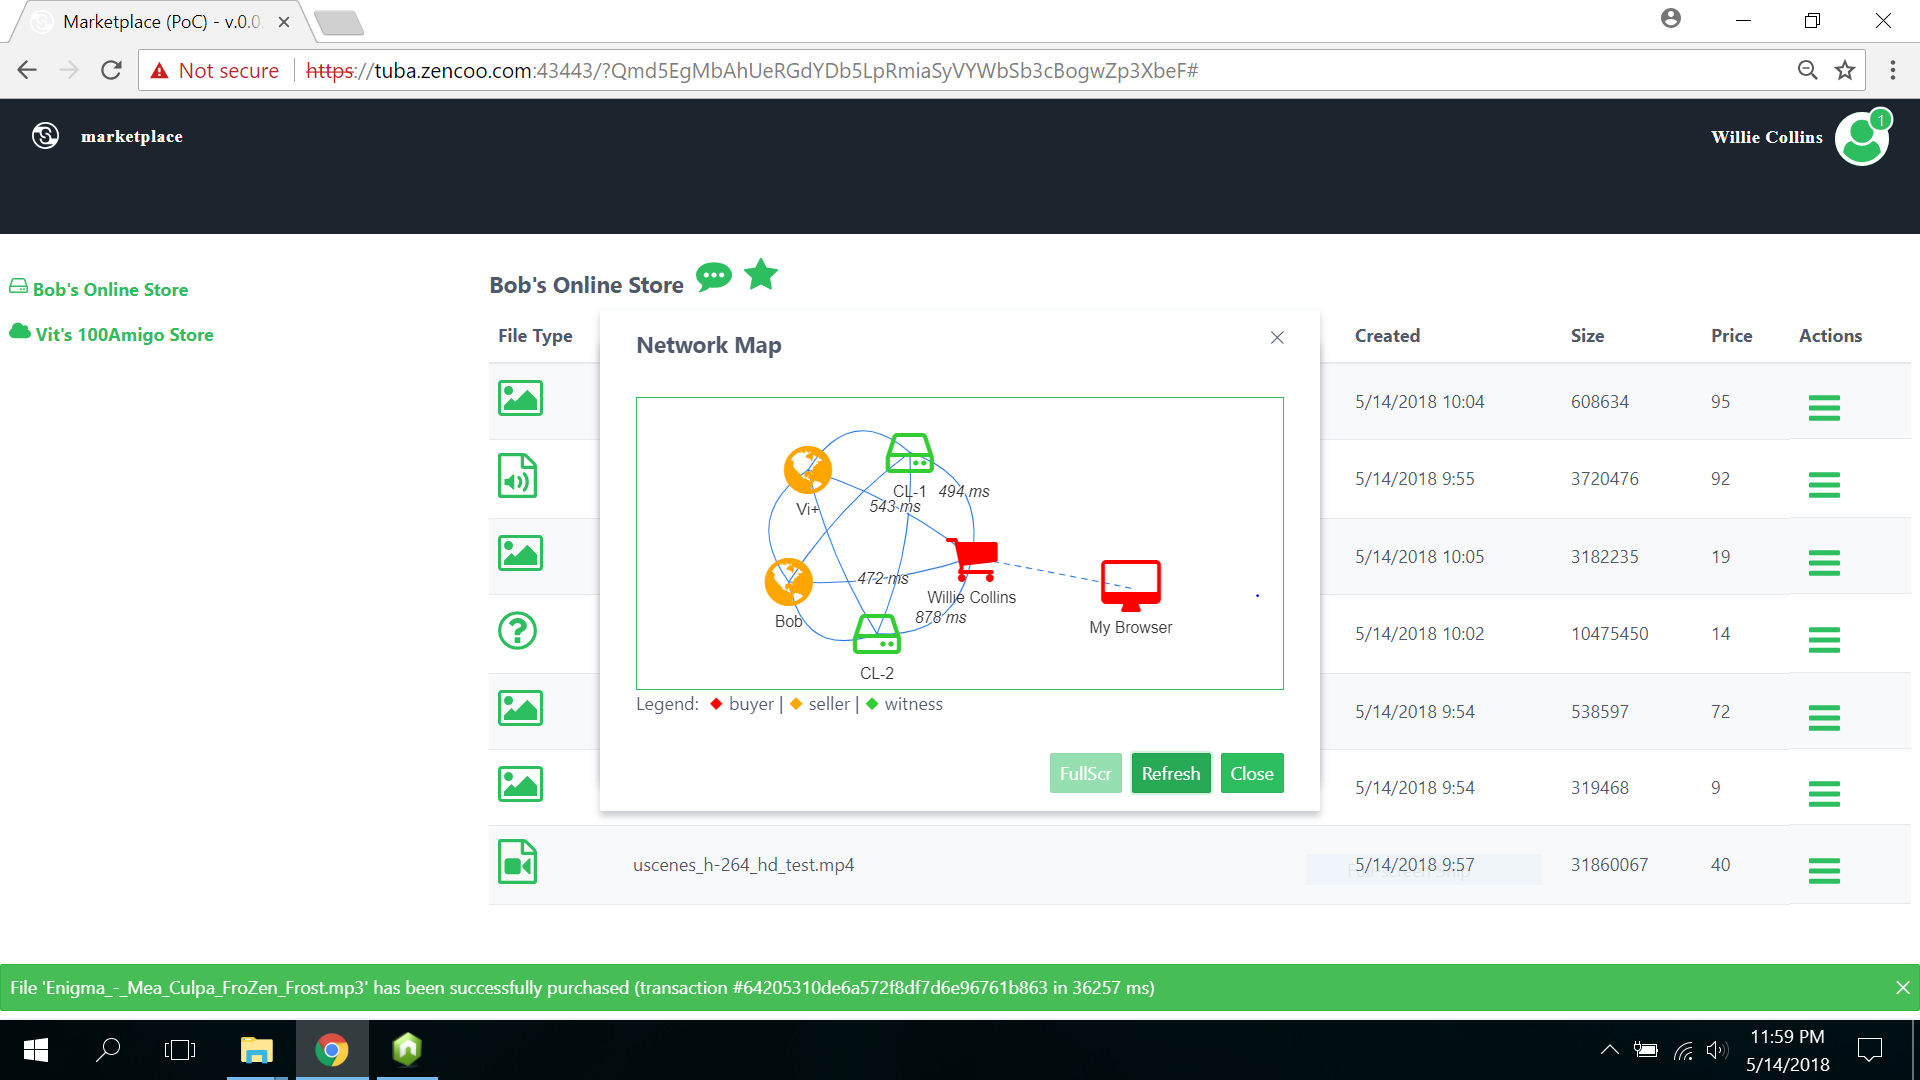 Marketplace (PoC) - v.0.0
Not secure https://tuba.zencoo.com:43443/?Qmd5EgMbAhUeRGdYDb5LpRmiaSyVYWbSb3cBogwZp3XbeF#
marketplace
Willie Collins
1
Bob's Online Store
Vit's 100Amigo Store
Bob's Online Store
File Type Created Size Price Actions
5/14/2018 10:04 608634 95
5/14/2018 9:55 3720476 92
5/14/2018 10:05 3182235 19
5/14/2018 10:02 10475450 14
5/14/2018 9:54 538597 72
5/14/2018 9:54 319468 9
uscenes_h-264_hd_test.mp4 5/14/2018 9:57 31860067 40
Network Map
CL-1 494 ms
543 ms
Vi+
472 ms
Willie Collins
878 ms
Bob
My Browser
CL-2
Legend: buyer | seller | witness
FullScr Refresh Close
File 'Enigma_-_Mea_Culpa_FroZen_Frost.mp3' has been successfully purchased (transaction #64205310de6a572f8df7d6e96761b863 in 36257 ms)
11:59 PM
5/14/2018